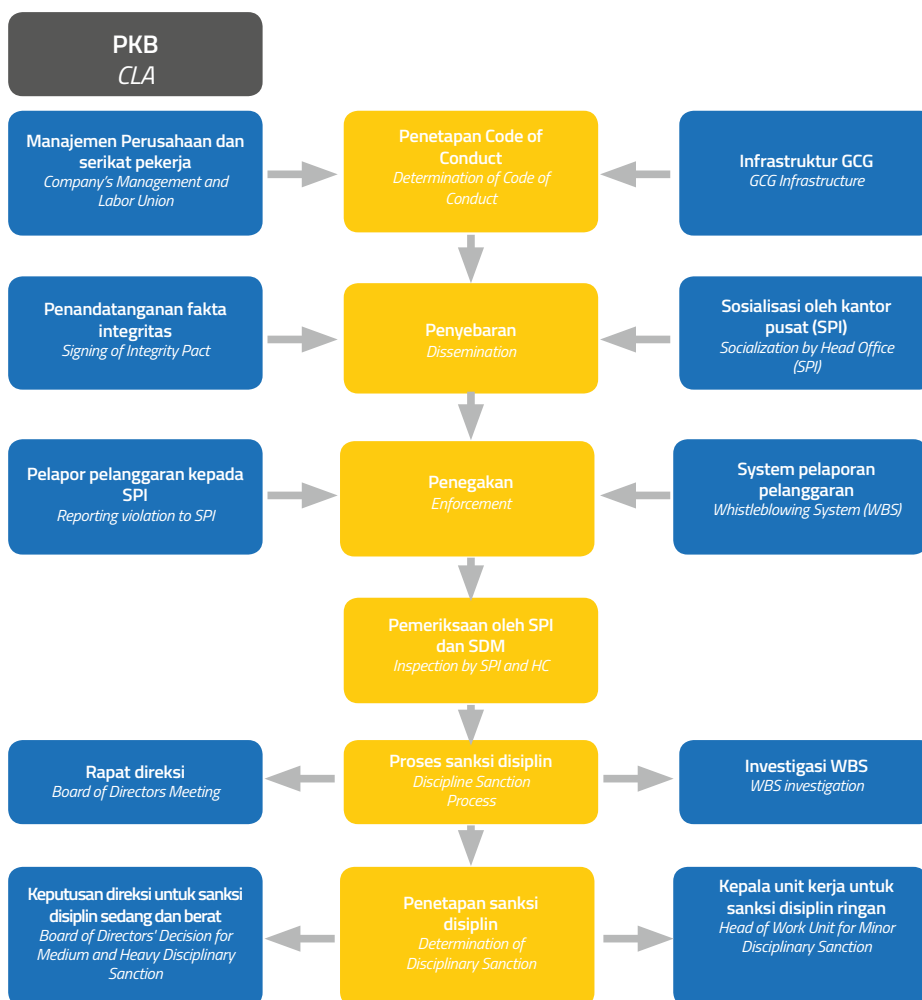 PKB
CLA
Manajemen Perusahaan dan
serikat pekerja
Company's Management and
Labor Union
Penetapan Code of
Conduct
Determination of Code of
Conduct
Infrastruktur GCG
GCG Infrastructure
Penandatanganan fakta
integritas
Signing of Integrity Pact
Penyebaran
Dissemination
Sosialisasi oleh kantor
pusat (SPI)
Socialization by Head Office
(SPI)
Pelapor pelanggaran kepada
SPI
Reporting violation to SPI
Penegakan
Enforcement
System pelaporan
pelanggaran
Whistleblowing System (WBS)
Pemeriksaan oleh SPI
dan SDM
Inspection by SPI and HC
Rapat direksi
Board of Directors Meeting
Proses sanksi disiplin
Discipline Sanction
Process
Investigasi WBS
WBS investigation
Keputusan direksi untuk sanksi
disiplin sedang dan berat
Board of Directors' Decision for
Medium and Heavy Disciplinary
Sanction
Penetapan sanksi
disiplin
Determination of
Disciplinary Sanction
Kepala unit kerja untuk
sanksi disiplin ringan
Head of Work Unit for Minor
Disciplinary Sanction